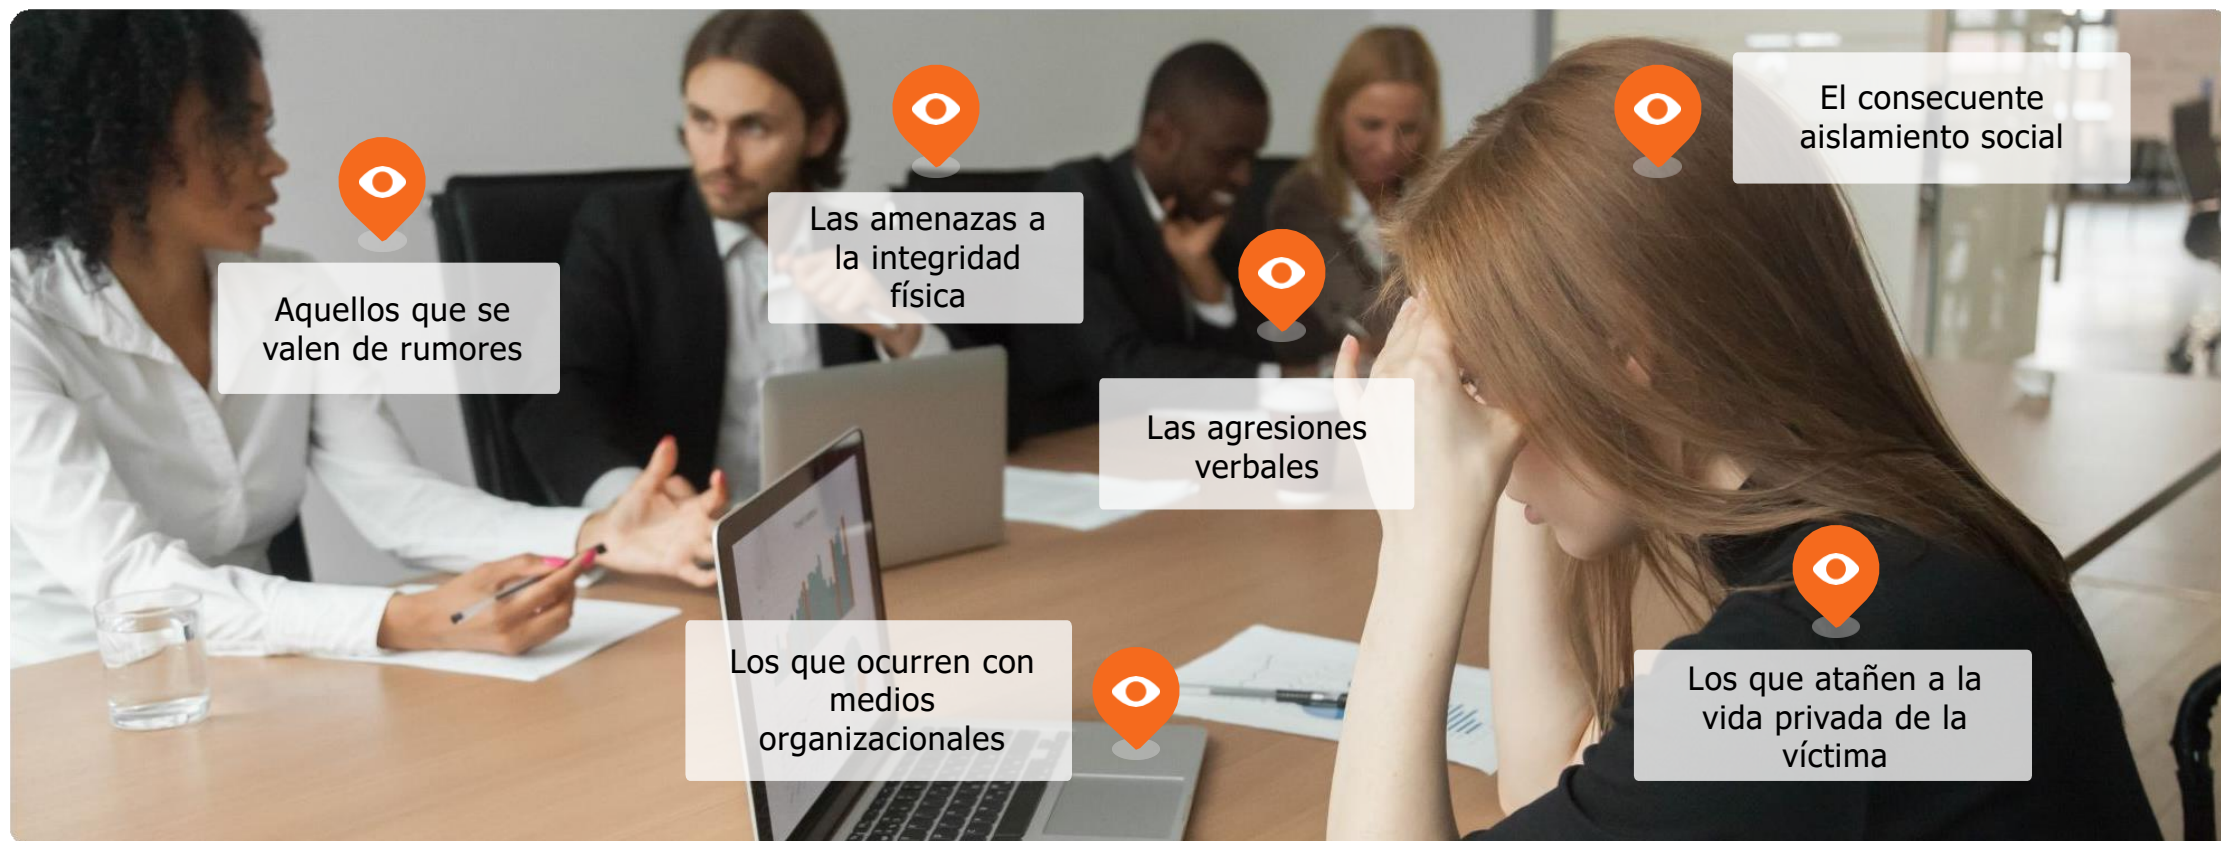 Aquellos que se
valen de rumores
Las amenazas a
la integridad
física
El consecuente
aislamiento social
Las agresiones
verbales
Los que ocurren con
medios
organizacionales
Los que atañen a la
vida privada de la
víctima